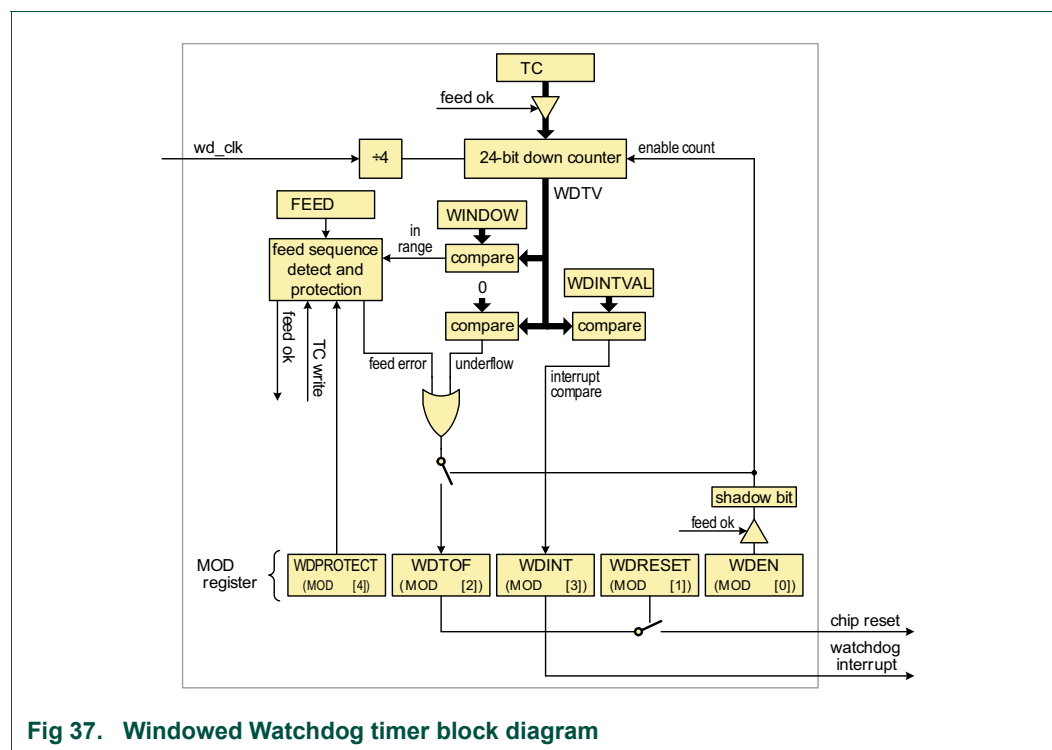 TC
feed ok
wd_clk
÷4
24-bit down counter
enable count
WDTV
FEED
WINDOW
in
range
feed sequence
detect and
protection
compare
WDINTVAL
0
compare
compare
feed ok
TC write
feed error
underflow
interrupt
compare
shadow bit
feed ok
MOD
register
WDPROTECT
(MOD [4])
WDTOF
(MOD [2])
WDINT
(MOD [3])
WDRESET
(MOD [1])
WDEN
(MOD [0])
chip reset
watchdog
interrupt
Fig 37. Windowed Watchdog timer block diagram